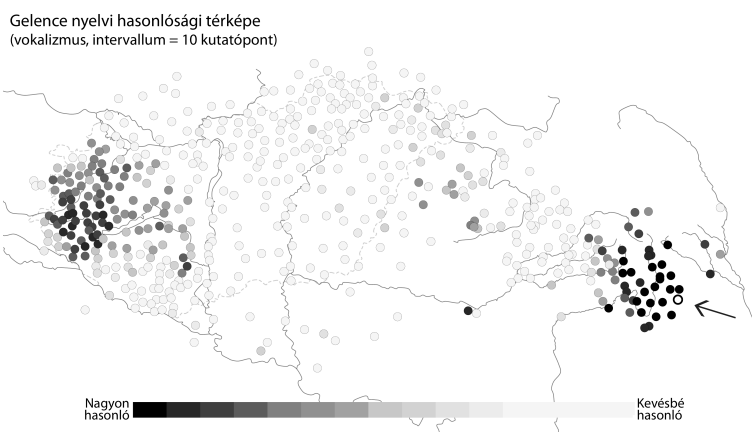 Gelence nyelvi hasonlósági térképe
(vokalizmus, intervallum = 10 kutatópont)
Nagyon
hasonló
Kevésbé
hasonló